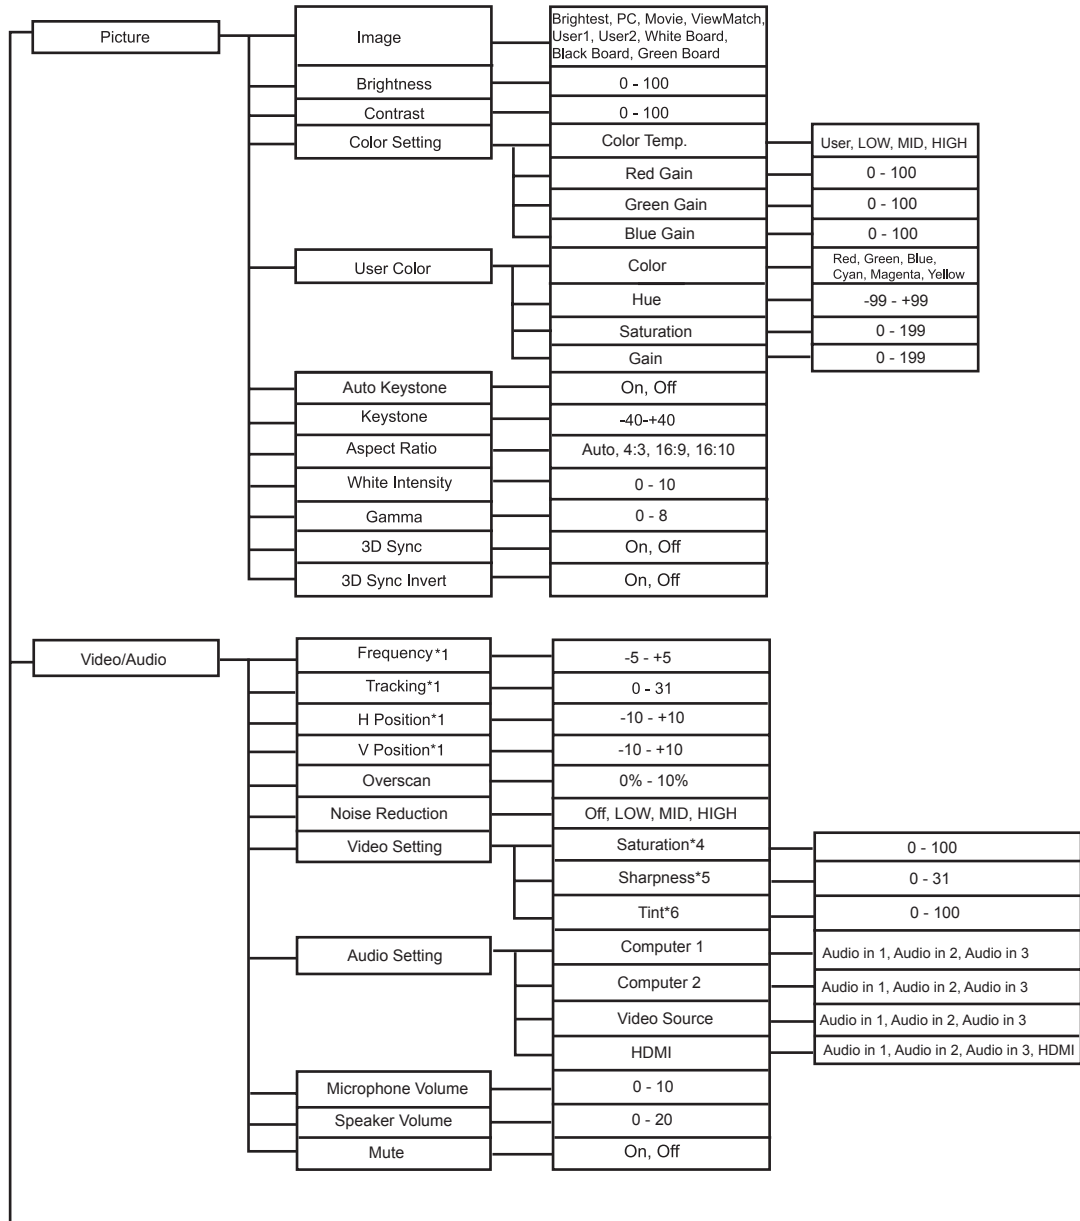 Picture
Image
Brightest, PC, Movie, ViewMatch,
User1, User2, White Board,
Black Board, Green Board
Brightness
0 - 100
Contrast
0 - 100
Color Setting
Color Temp.
User, LOW, MID, HIGH
Red Gain
0 - 100
Green Gain
0 - 100
Blue Gain
0 - 100
User Color
Color
Red, Green, Blue,
Cyan, Magenta, Yellow
Hue
-99 - +99
Saturation
0 - 199
Gain
0 - 199
Auto Keystone
On, Off
Keystone
-40-+40
Aspect Ratio
Auto, 4:3, 16:9, 16:10
White Intensity
0 - 10
Gamma
0 - 8
3D Sync
On, Off
3D Sync Invert
On, Off
Video/Audio
Frequency*1
-5 - +5
Tracking*1
0 - 31
H Position*1
-10 - +10
V Position*1
-10 - +10
Overscan
0% - 10%
Noise Reduction
Off, LOW, MID, HIGH
Video Setting
Saturation*4
0 - 100
Sharpness*5
0 - 31
Tint*6
0 - 100
Audio Setting
Computer 1
Audio in 1, Audio in 2, Audio in 3
Computer 2
Audio in 1, Audio in 2, Audio in 3
Video Source
Audio in 1, Audio in 2, Audio in 3
HDMI
Audio in 1, Audio in 2, Audio in 3, HDMI
Microphone Volume
0 - 10
Speaker Volume
0 - 20
Mute
On, Off